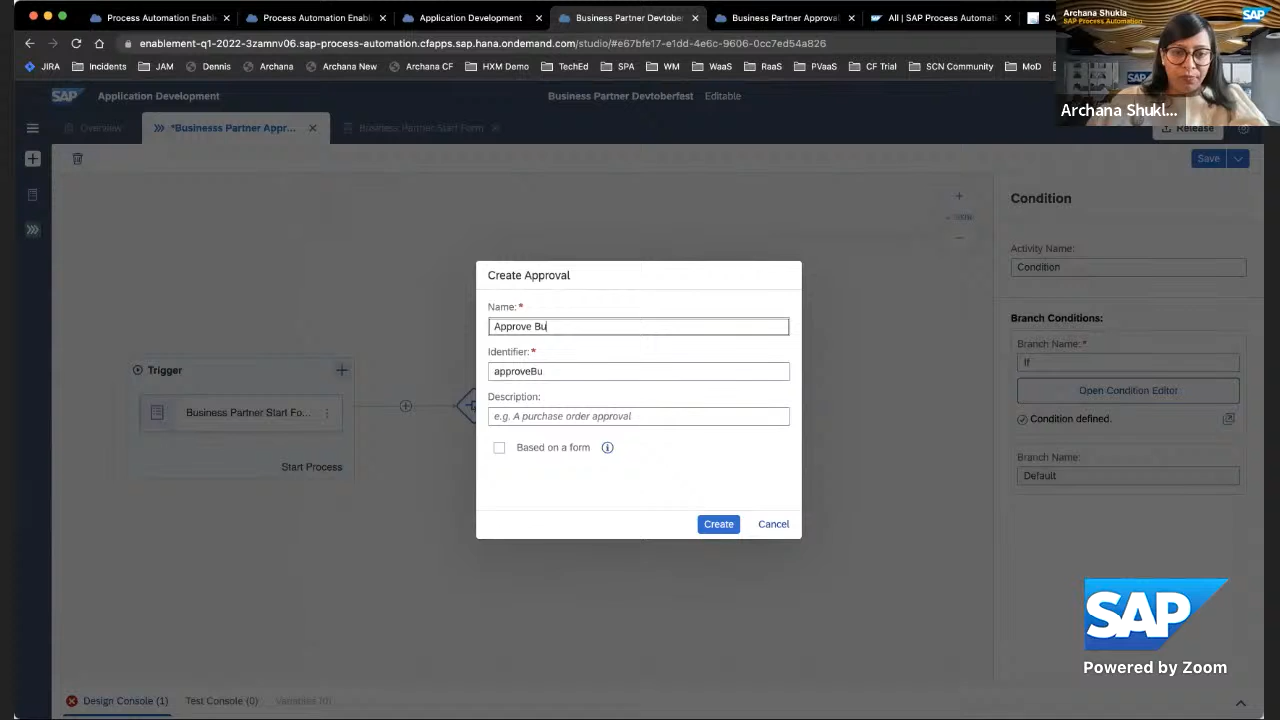 Process Automation Enabl
Process Automation Enabl
Application Development
Business Partner Devtober
Business Partner Approval
All | SAP Process Automati
SA
enablement-q1-2022-3zamnv06.sap-process-automation.cfapps.sap.hana.ondemand.com/studio/#e67bfe17-e1dd-4e6c-9606-0cc7ed54a826
JIRA
Incidents
JAM
Dennis
Archana
Archana New
Archana CF
HXM Demo
TechEd
SPA
WM
WaaS
RaaS
PVaaS
CF Trial
SCN Community
MoD
Archana Shukla
SAP Process Automation
SAP
SAP
Archana Shukl...
SAP
Application Development
Business Partner Devtoberfest
Editable
Overview
*Businesss Partner Appr...
Business Partner Start Form
Release
Save
Condition
Activity Name:
Condition
Branch Conditions:
Branch Name:*
If
Open Condition Editor
Condition defined.
Branch Name:
Default
Trigger
Business Partner Start Fo...
Start Process
Create Approval
Name:*
Approve Bu
Identifier:*
approveBu
Description:
e.g. A purchase order approval
Based on a form
Create
Cancel
SAP
Powered by Zoom
Design Console (1)
Test Console (0)
Variables (0)